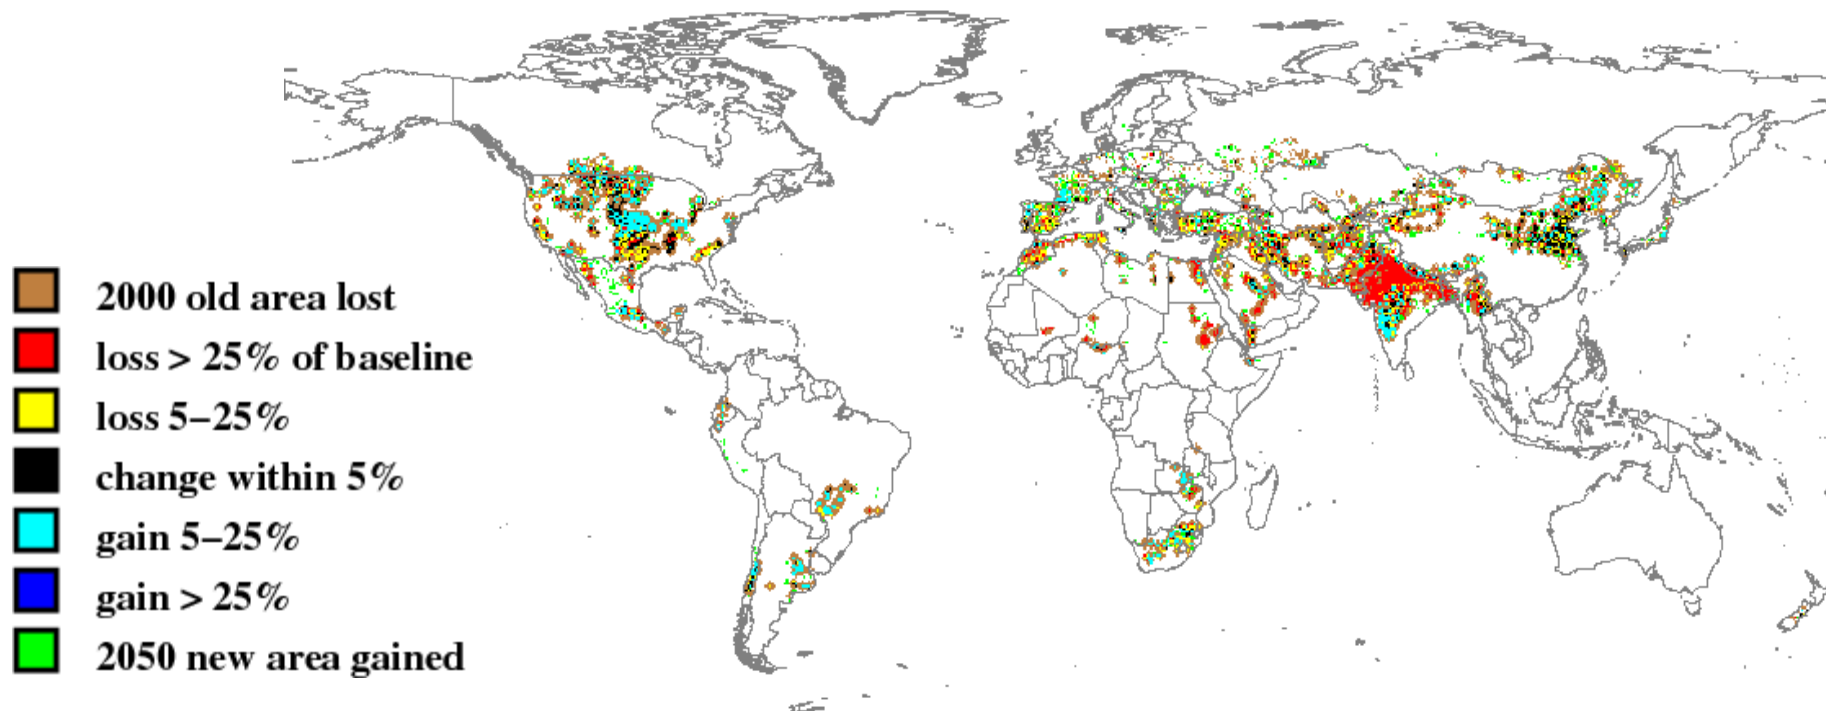 2000 old area lost
loss > 25% of baseline
loss 5–25%
change within 5%
gain 5–25%
gain > 25%
2050 new area gained